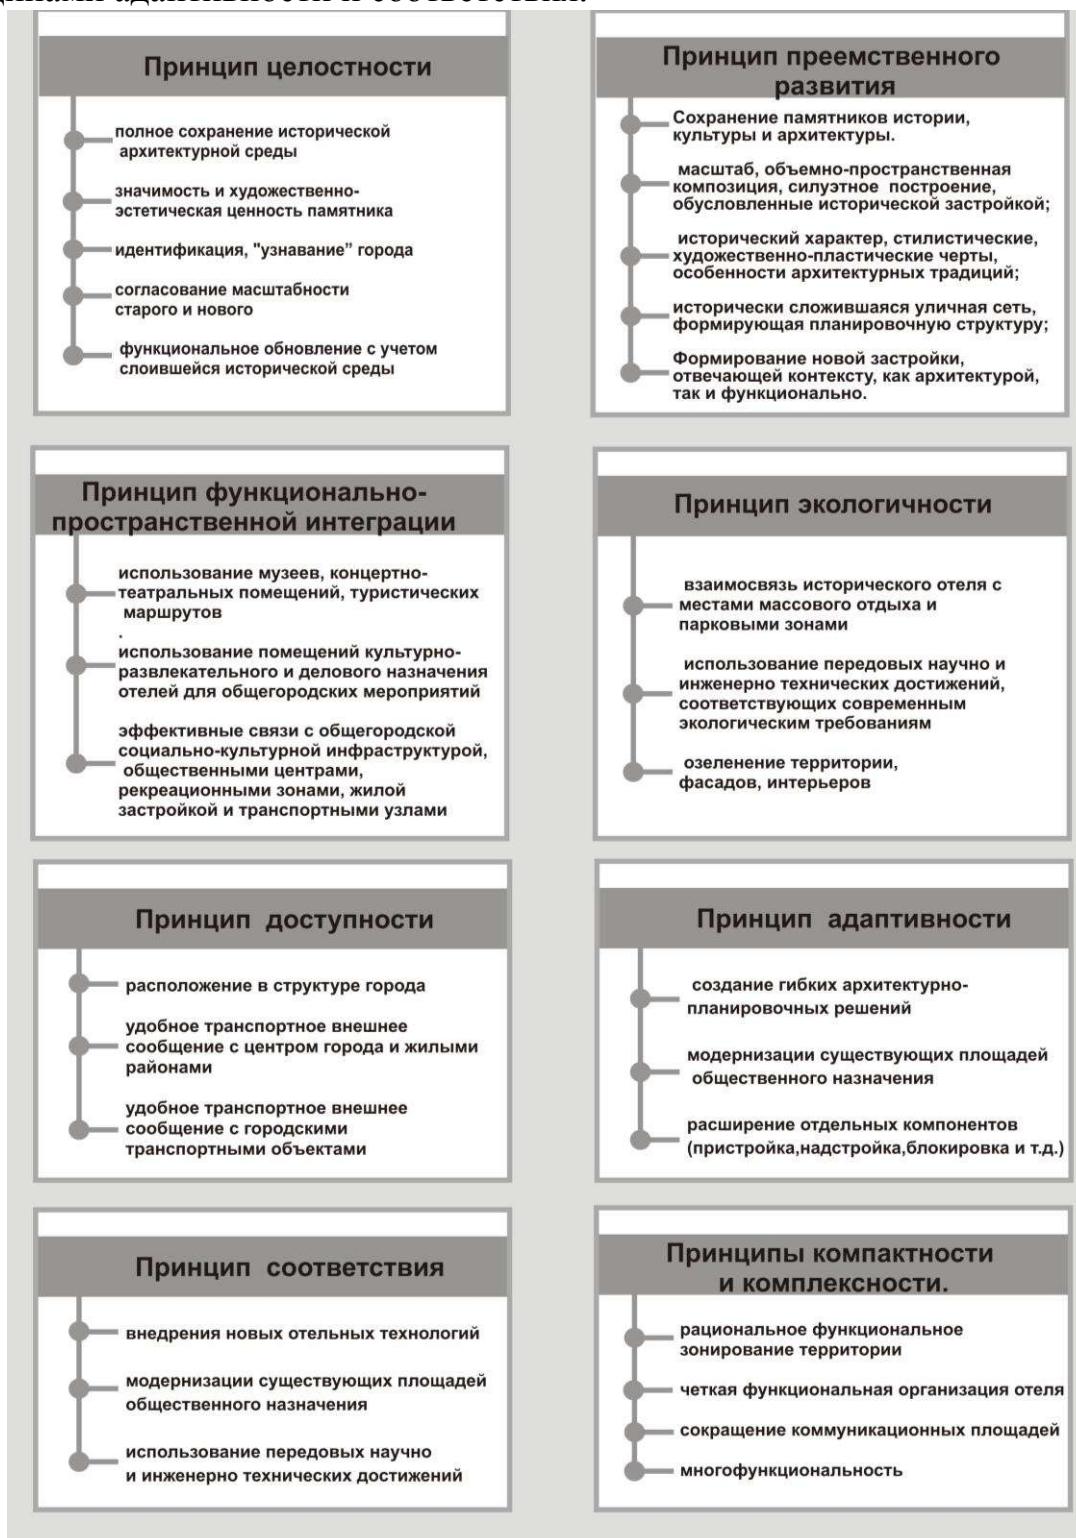 адаптивности и соответствия.
Принцип целостности
полное сохранение исторической
архитектурной среды
значимость и художественно-
эстетическая ценность памятника
идентификация, "узнавание” города
согласование масштабности
старого и нового
функциональное обновление с учетом
слоившейся исторической среды
Принцип преемственного
развития
Сохранение памятников истории,
культуры и архитектуры.
масштаб, объемно-пространственная
композиция, силуэтное построение,
обусловленные исторической застройкой;
исторический характер, стилистические,
художественно-пластические черты,
особенности архитектурных традиций;
исторически сложившаяся уличная сеть,
формирующая планировочную структуру;
Формирование новой застройки,
отвечающей контексту, как архитектурой,
так и функционально.
Принцип функционально-
пространственной интеграции
использование музеев, концертно-
театральных помещений, туристических
маршрутов
.
использование помещений культурно-
развлекательного и делового назначения
отелей для общегородских мероприятий
эффективные связи с общегородской
социально-культурной инфраструктурой,
общественными центрами,
рекреационными зонами, жилой
застройкой и транспортными узлами
Принцип экологичности
взаимосвязь исторического отеля с
местами массового отдыха и
парковыми зонами
использование передовых научно и
инженерно технических достижений,
соответствующих современным
экологическим требованиям
озеленение территории,
фасадов, интерьеров
Принцип доступности
расположение в структуре города
удобное транспортное внешнее
сообщение с центром города и жилыми
районами
удобное транспортное внешнее
сообщение с городскими
транспортными объектами
Принцип адаптивности
создание гибких архитектурно-
планировочных решений
модернизации существующих площадей
общественного назначения
расширение отдельных компонентов
(пристройка,надстройка,блокировка и т.д.)
Принцип соответствия
внедрения новых отельных технологий
модернизации существующих площадей
общественного назначения
использование передовых научно
и инженерно технических достижений
Принципы компактности
и комплексности.
рациональное функциональное
зонирование территории
четкая функциональная организация отеля
сокращение коммуникационных площадей
многофункциональность